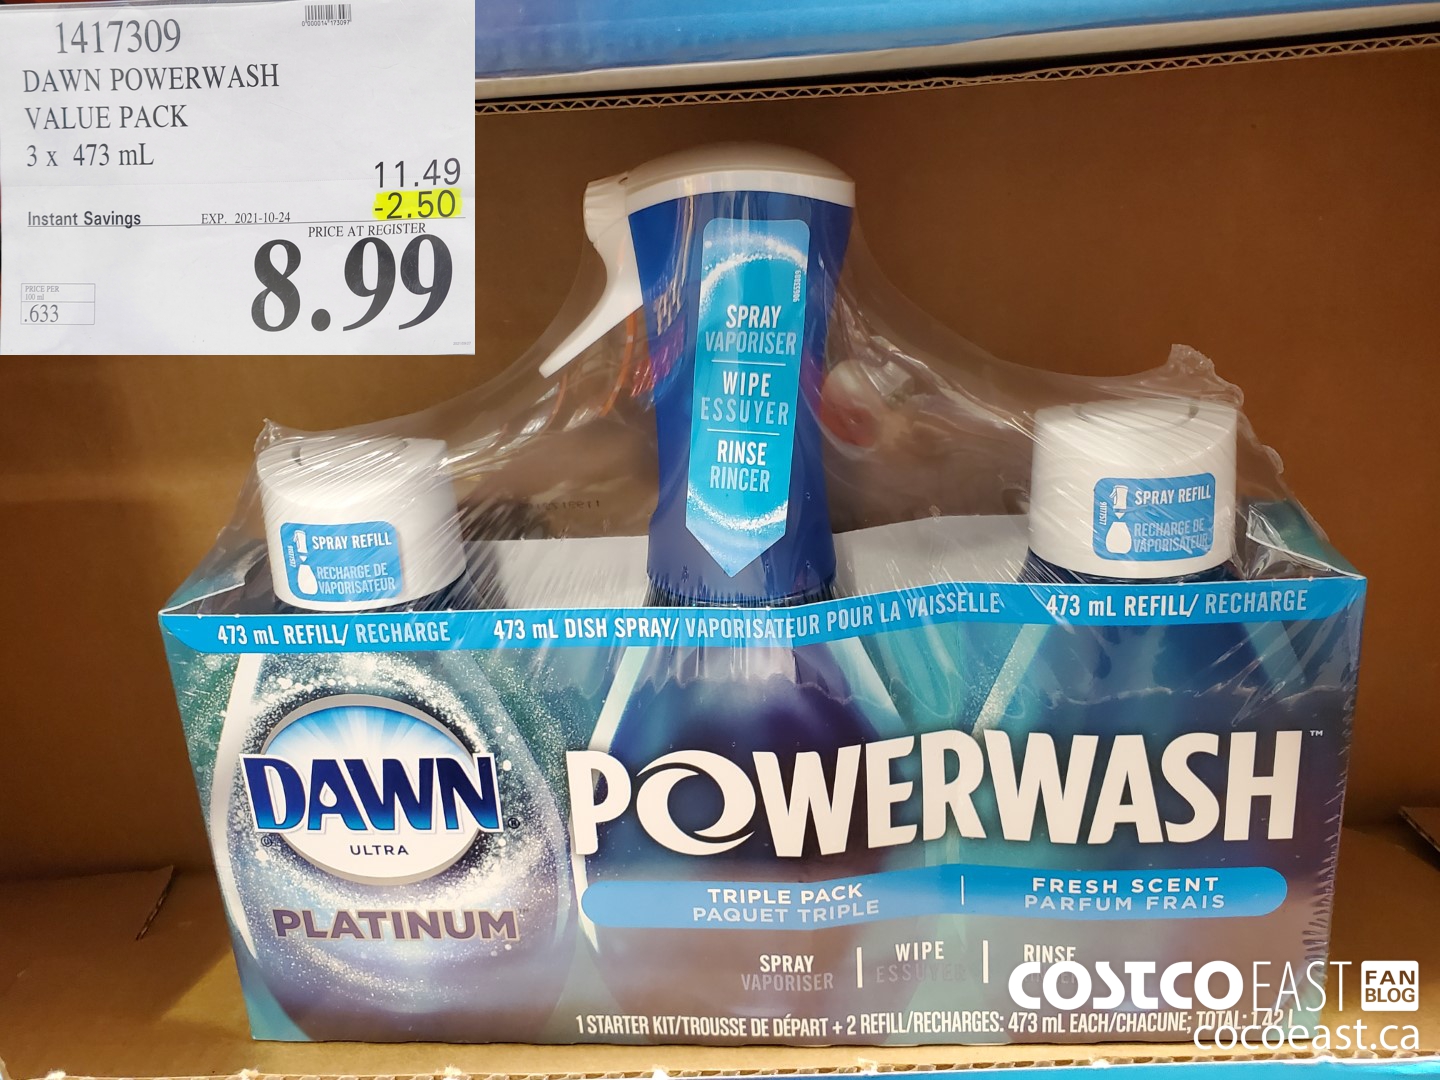 1417309
DAWN POWERWASH
VALUE PACK
3 x 473 mL
11.49
-2.50
Instant Savings EXP. 2021-10-24
PRICE AT REGISTER
8.99
PRICE PER
100 ml
.633
SPRAY
VAPORISER
WIPE
ESSUYER
RINSE
RINCER
SPRAY REFILL
RECHARGE DE
VAPORISATEUR
SPRAY REFILL
RECHARGE DE
VAPORISATEUR
473 mL REFILL/ RECHARGE
473 mL DISH SPRAY/ VAPORISATEUR POUR LA VAISSELLE
473 mL REFILL/ RECHARGE
DAWN®
ULTRA
PLATINUM
POWERWASH™
TRIPLE PACK
PAQUET TRIPLE
FRESH SCENT
PARFUM FRAIS
SPRAY
VAPORISER
WIPE
ESSUYER
RINSE
1 STARTER KIT/TROUSSE DE DÉPART + 2 REFILL/RECHARGES: 473 mL EACH/CHACUNE; TOTAL: 1.42 L
COSTCO EAST FAN
BLOG
cocoeast.ca